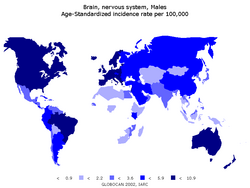 Brain, nervous system, Males
Age-Standardized incidence rate per 100,000
< 0.9 < 2.2 < 3.6 < 5.9 < 10.9
GLOBOCAN 2002, IARC